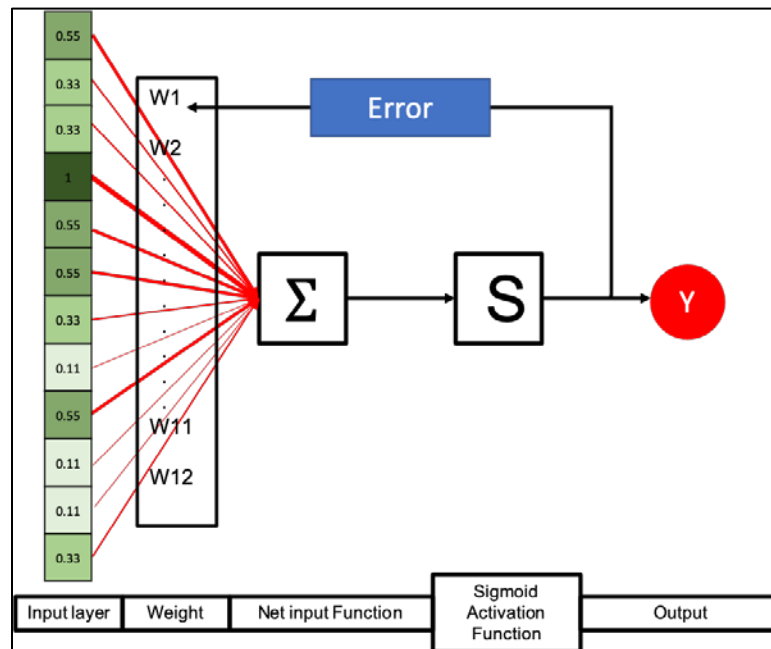 0.55
0.33
0.33
1
0.55
0.55
0.33
0.11
0.55
0.11
0.11
0.33
W1
W2
.
.
.
.
.
.
.
.
.
.
W11
W12
Error
Σ
S
Y
Input layer
Weight
Net input Function
Sigmoid
Activation
Function
Output